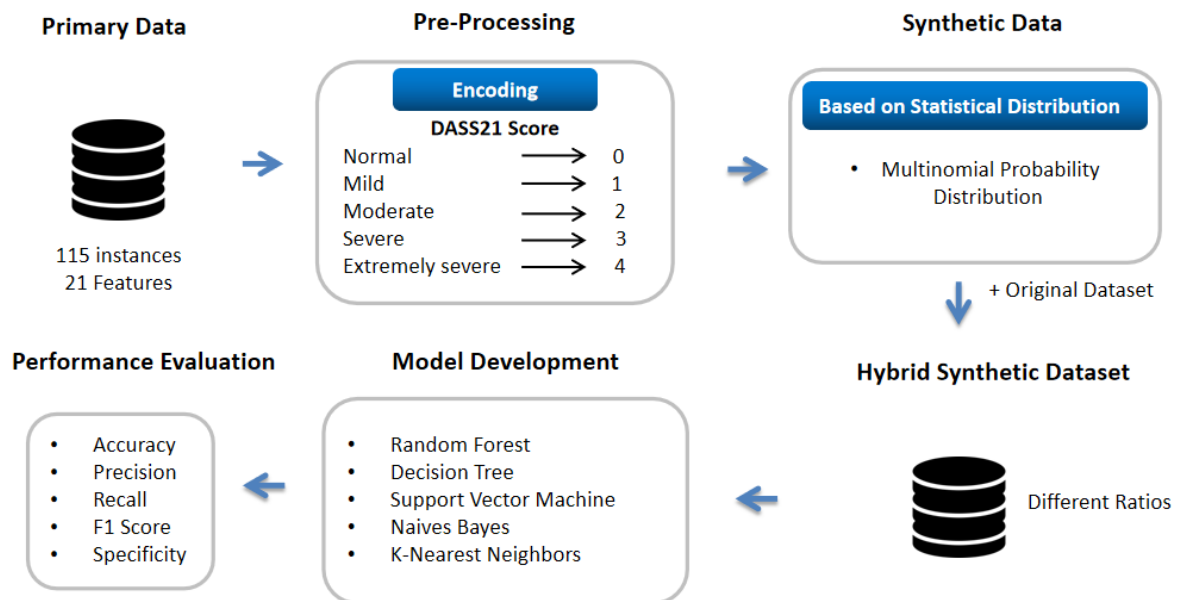 Primary Data
115 instances
21 Features
Pre-Processing
Encoding
DASS21 Score
Normal 0
Mild 1
Moderate 2
Severe 3
Extremely severe 4
Synthetic Data
Based on Statistical Distribution
• Multinomial Probability
Distribution
+ Original Dataset
Hybrid Synthetic Dataset
Different Ratios
Model Development
• Random Forest
• Decision Tree
• Support Vector Machine
• Naives Bayes
• K-Nearest Neighbors
Performance Evaluation
• Accuracy
• Precision
• Recall
• F1 Score
• Specificity